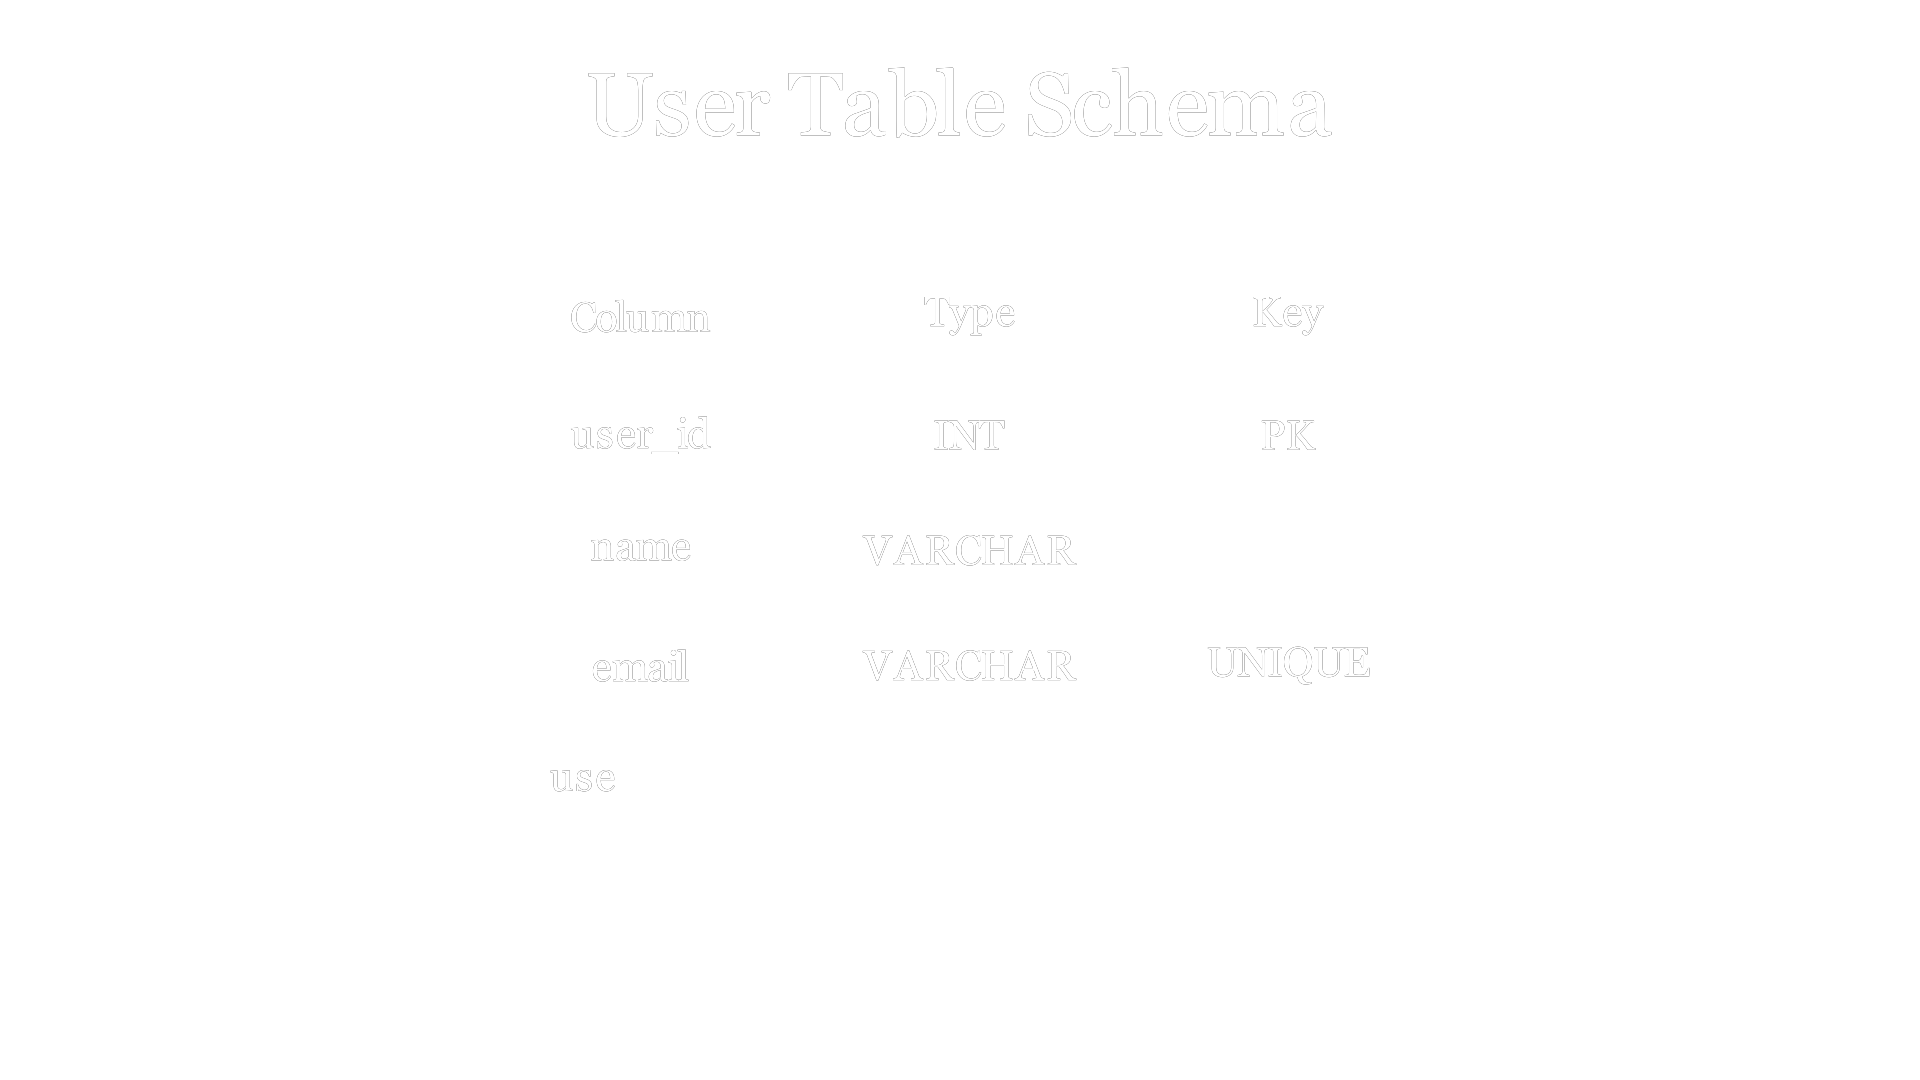 User Table Schema
Column Type Key
user_id INT PK
name VARCHAR
email VARCHAR UNIQUE
use